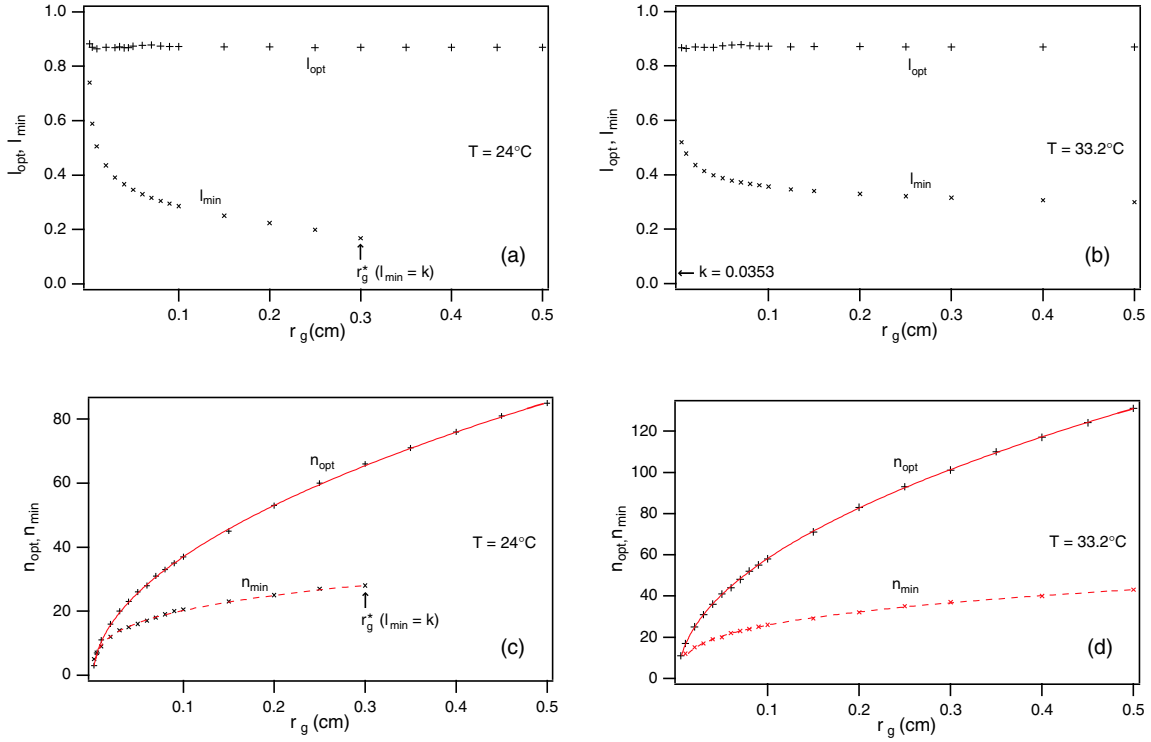 1.0
0.8
0.6
0.4
0.2
0.0
l_opt, l_min
l_opt
T = 24°C
l_min
(a)
r_g^* (l_min = k)
0.1 0.2 0.3 0.4 0.5
r_g (cm)
1.0
0.8
0.6
0.4
0.2
0.0
l_opt, l_min
l_opt
T = 33.2°C
l_min
(b)
← k = 0.0353
0.1 0.2 0.3 0.4 0.5
r_g (cm)
80
60
40
20
0
n_opt, n_min
n_opt
T = 24°C
n_min
r_g^* (l_min = k)
(c)
0.1 0.2 0.3 0.4 0.5
r_g (cm)
120
100
80
60
40
20
0
n_opt, n_min
n_opt
T = 33.2°C
n_min
(d)
0.1 0.2 0.3 0.4 0.5
r_g (cm)